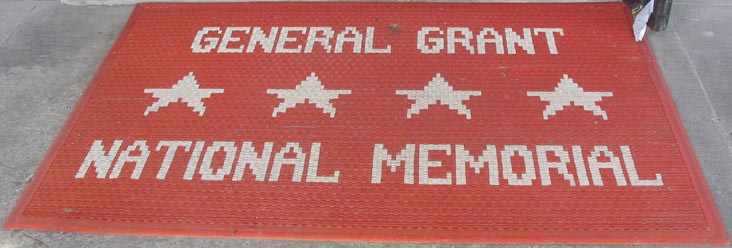 GENERAL GRANT
NATIONAL MEMORIAL